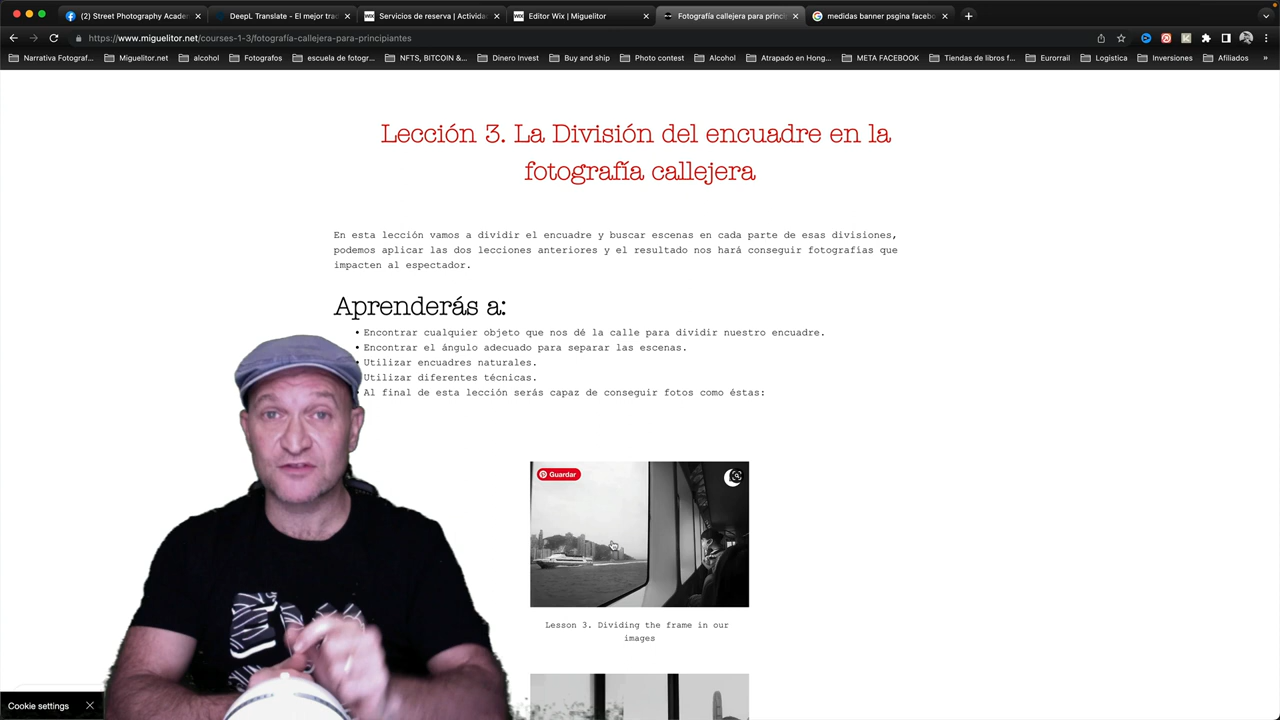 (2) Street Photography Acade
DeepL Translate - El mejor tra
WIX Servicios de reserva | Activida
WIX Editor Wix | Miguelitor
Fotografía callejera para princi
medidas banner psgina facebo
https://www.miguelitor.net/courses-1-3/fotografía-callejera-para-principiantes
Narrativa Fotograf...
Miguelitor.net
alcohol
Fotografos
escuela de fotogr...
NFTS, BITCOIN &...
Dinero Invest
Buy and ship
Photo contest
Alcohol
Atrapado en Hong...
META FACEBOOK
Tiendas de libros f...
Eurorrail
Logistica
Inversiones
Afiliados
»
Lección 3. La División del encuadre en la
fotografía callejera
En esta lección vamos a dividir el encuadre y buscar escenas en cada parte de esas divisiones,
podemos aplicar las dos lecciones anteriores y el resultado nos hará conseguir fotografías que
impacten al espectador.
Aprenderás a:
• Encontrar cualquier objeto que nos dé la calle para dividir nuestro encuadre.
• Encontrar el ángulo adecuado para separar las escenas.
• Utilizar encuadres naturales.
Utilizar diferentes técnicas.
Al final de esta lección serás capaz de conseguir fotos como éstas:
Guardar
Lesson 3. Dividing the frame in our
images
Cookie settings